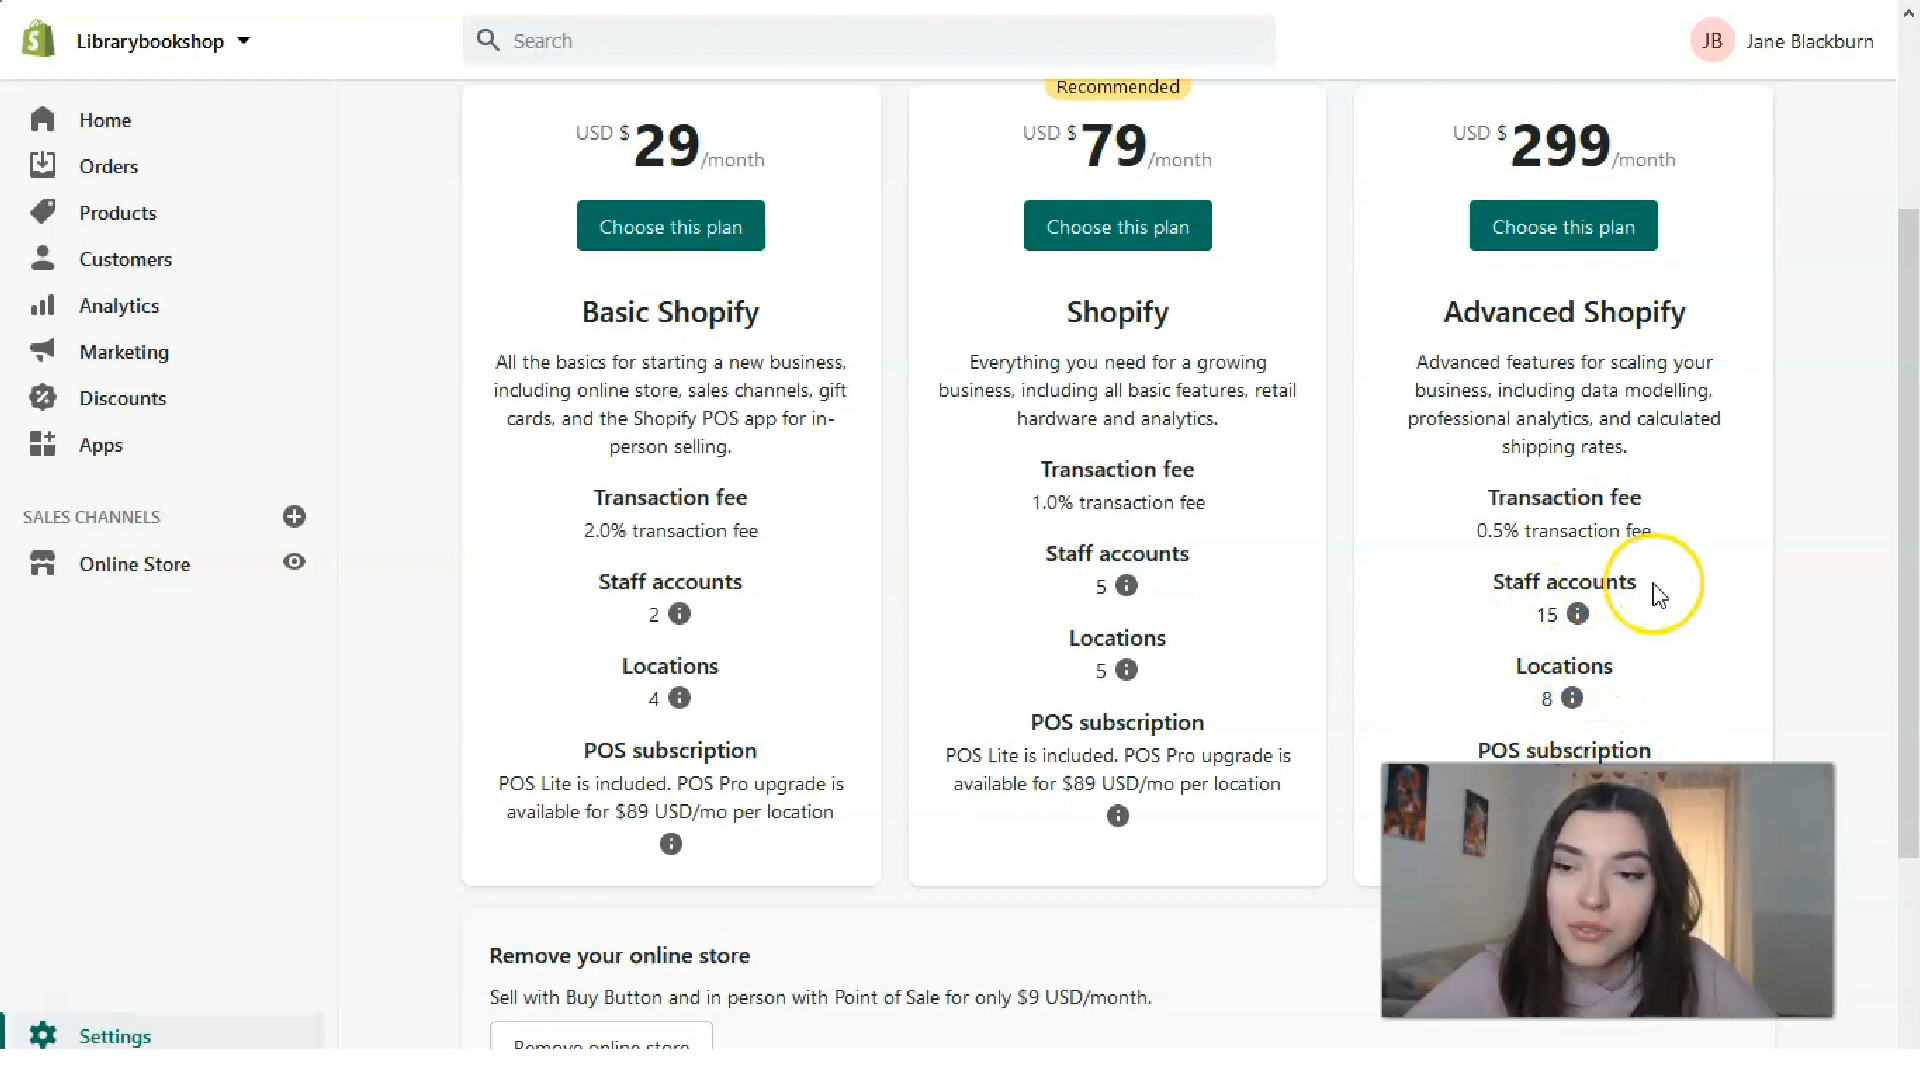 Librarybookshop
Search
JB Jane Blackburn
Home
Orders
Products
Customers
Analytics
Marketing
Discounts
Apps
SALES CHANNELS
Online Store
Settings
USD $ 29 /month
Choose this plan
Basic Shopify
All the basics for starting a new business,
including online store, sales channels, gift
cards, and the Shopify POS app for in-
person selling.
Transaction fee
2.0% transaction fee
Staff accounts
2
Locations
4
POS subscription
POS Lite is included. POS Pro upgrade is
available for $89 USD/mo per location
Recommended
USD $ 79 /month
Choose this plan
Shopify
Everything you need for a growing
business, including all basic features, retail
hardware and analytics.
Transaction fee
1.0% transaction fee
Staff accounts
5
Locations
5
POS subscription
POS Lite is included. POS Pro upgrade is
available for $89 USD/mo per location
USD $ 299 /month
Choose this plan
Advanced Shopify
Advanced features for scaling your
business, including data modelling,
professional analytics, and calculated
shipping rates.
Transaction fee
0.5% transaction fee
Staff accounts
15
Locations
8
POS subscription
Remove your online store
Sell with Buy Button and in person with Point of Sale for only $9 USD/month.
Remove online store